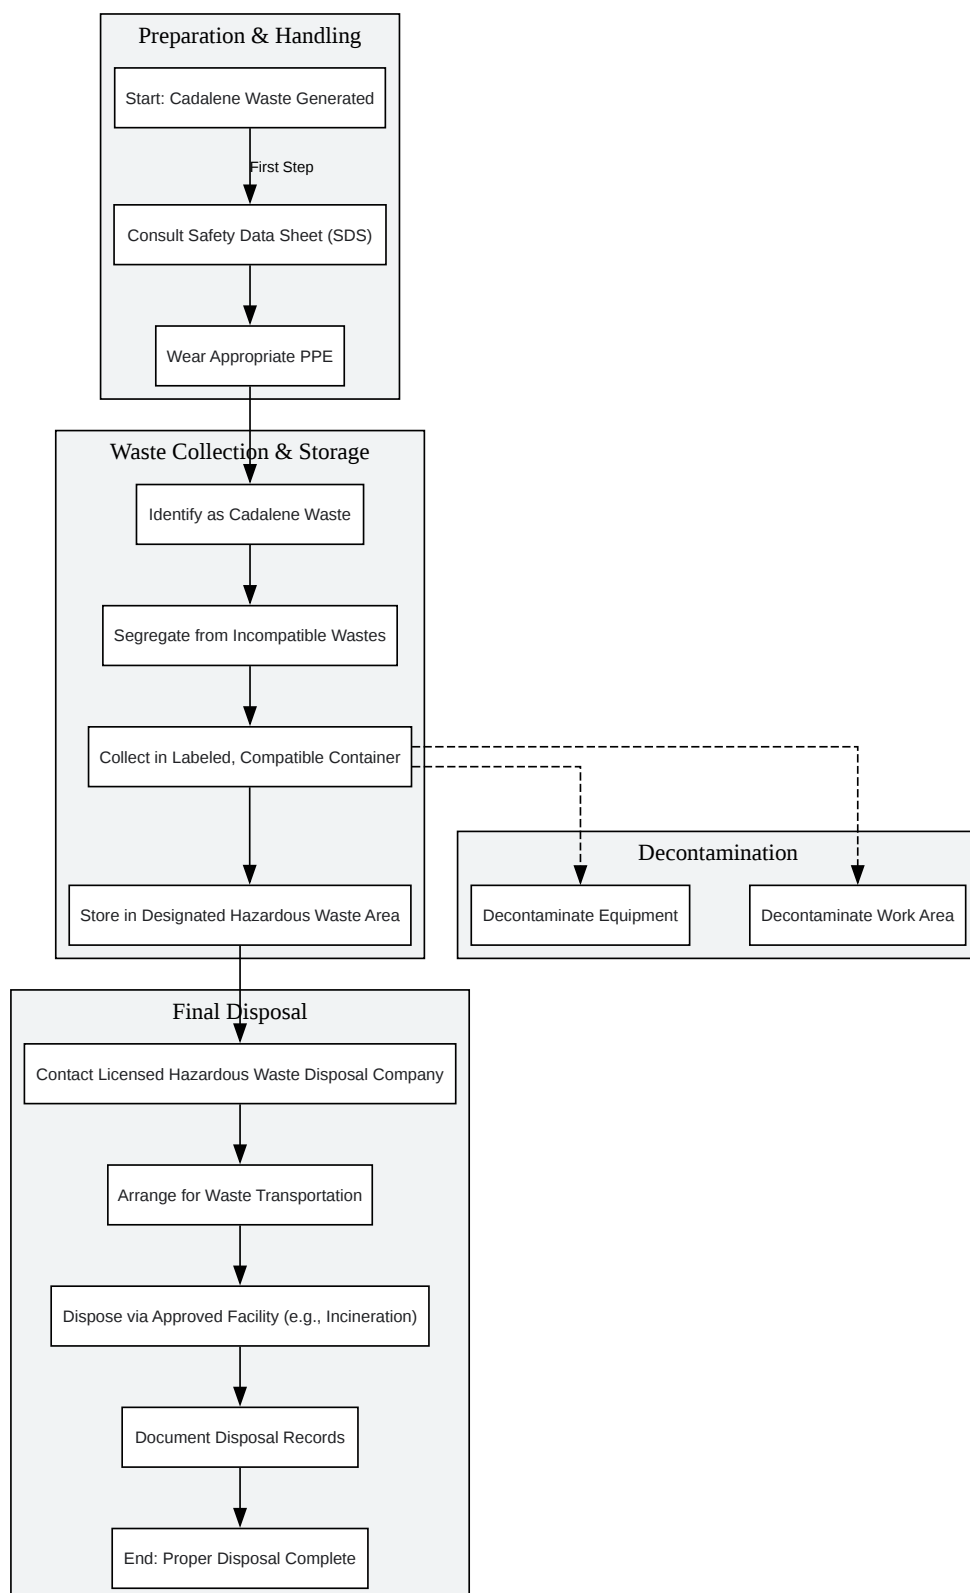 Preparation & Handling
Start: Cadalene Waste Generated
First Step
Consult Safety Data Sheet (SDS)
Wear Appropriate PPE
Waste Collection & Storage
Identify as Cadalene Waste
Segregate from Incompatible Wastes
Collect in Labeled, Compatible Container
Store in Designated Hazardous Waste Area
Decontamination
Decontaminate Equipment
Decontaminate Work Area
Final Disposal
Contact Licensed Hazardous Waste Disposal Company
Arrange for Waste Transportation
Dispose via Approved Facility (e.g., Incineration)
Document Disposal Records
End: Proper Disposal Complete